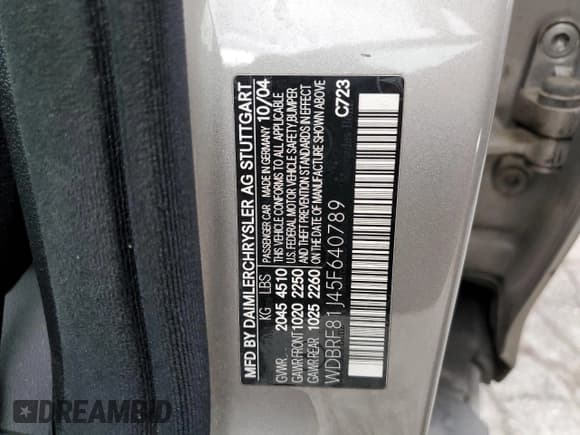 MFD BY DAIMLERCHRYSLER AG STUTTGART
KG LBS PASSENGER CAR MADE IN GERMANY 10/04
GVWR 2045 4510 THIS VEHICLE CONFORMS TO ALL APPLICABLE
U.S. FEDERAL MOTOR VEHICLE SAFETY, BUMPER
GAWR FRONT 1020 2250 AND THEFT PREVENTION STANDARDS IN EFFECT
GAWR REAR 1025 2260 ON THE DATE OF MANUFACTURE SHOWN ABOVE
C723
WDBRF81J45F640789
DREAMBID